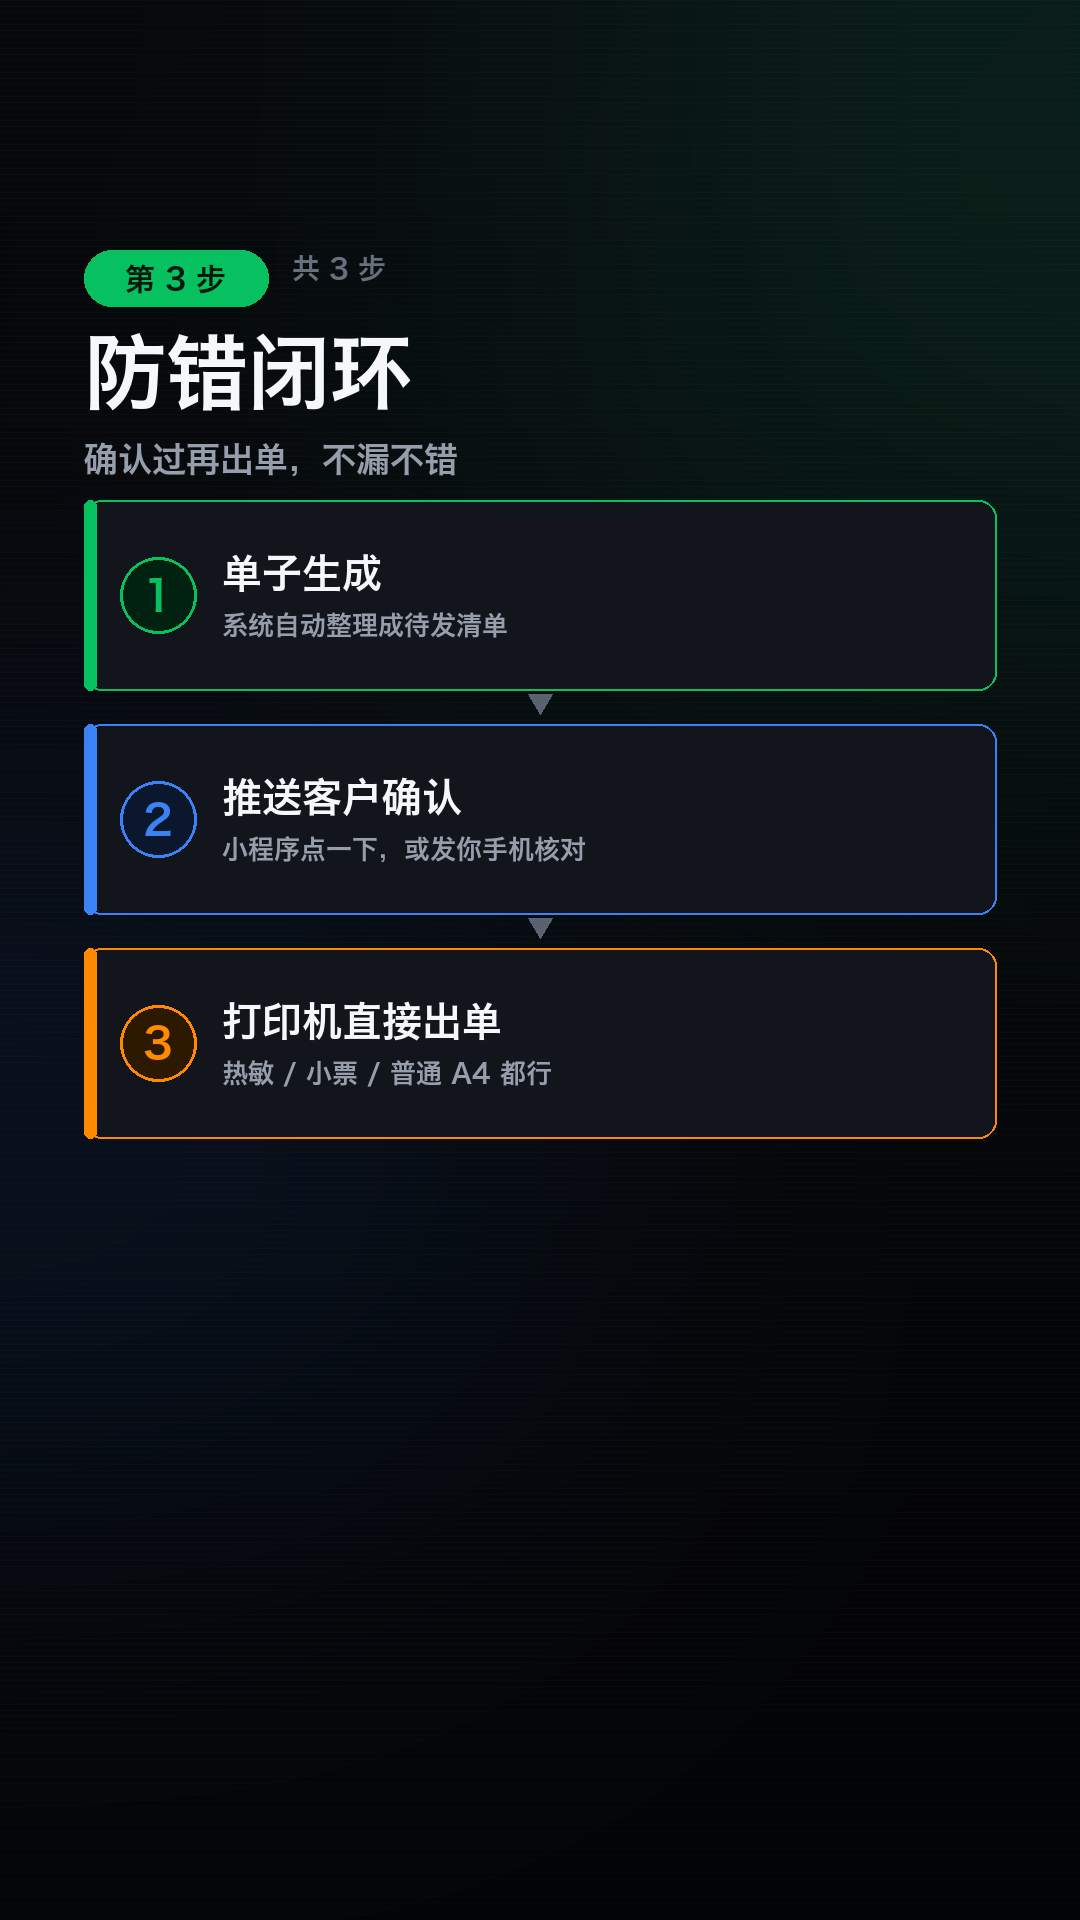 第 3 步 共 3 步
防错闭环
确认过再出单，不漏不错
1
单子生成
系统自动整理成待发清单
2
推送客户确认
小程序点一下，或发你手机核对
3
打印机直接出单
热敏 / 小票 / 普通 A4 都行